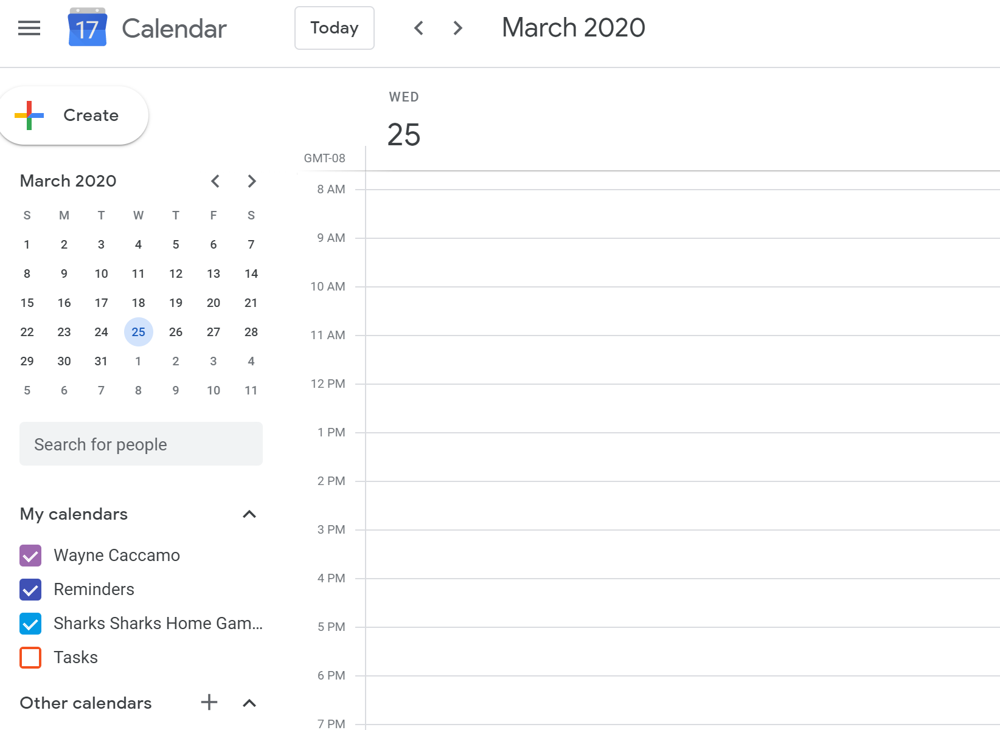 17 Calendar Today March 2020
Create
March 2020
S M T W T F S
1 2 3 4 5 6 7
8 9 10 11 12 13 14
15 16 17 18 19 20 21
22 23 24 25 26 27 28
29 30 31 1 2 3 4
5 6 7 8 9 10 11
Search for people
My calendars
Wayne Caccamo
Reminders
Sharks Sharks Home Gam...
Tasks
Other calendars
WED
25
GMT-08
8 AM
9 AM
10 AM
11 AM
12 PM
1 PM
2 PM
3 PM
4 PM
5 PM
6 PM
7 PM